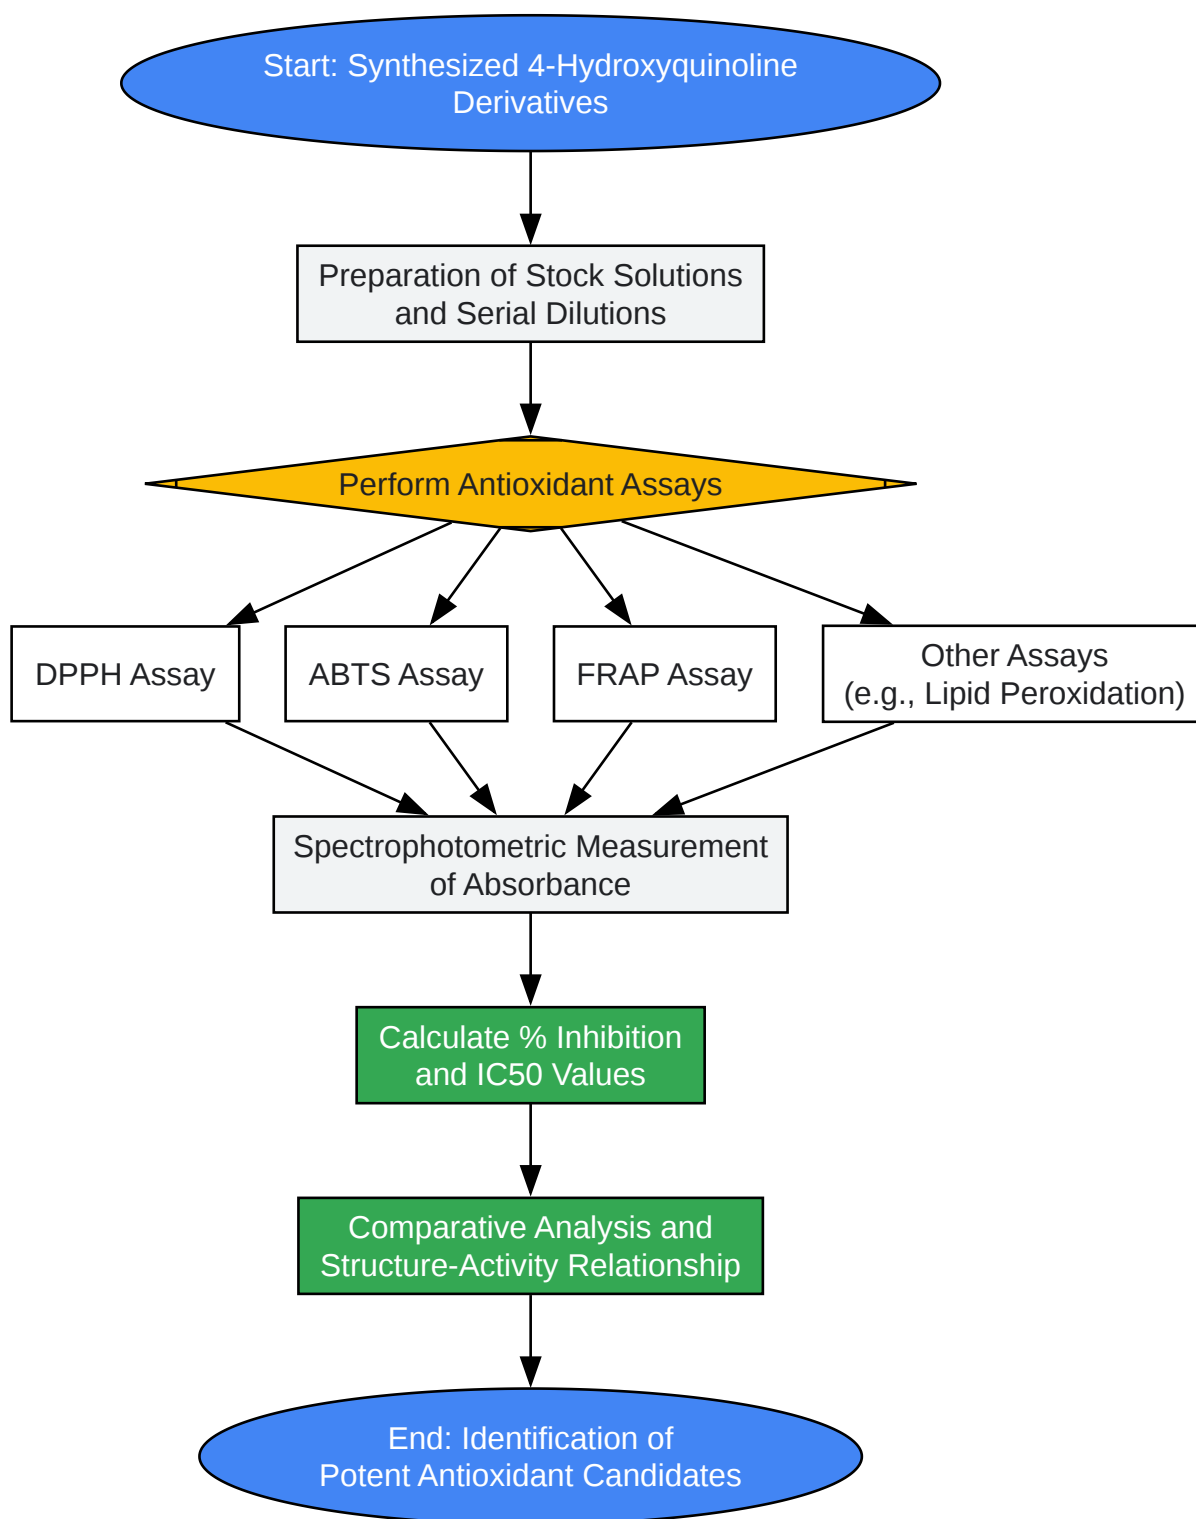 Start: Synthesized 4-Hydroxyquinoline
Derivatives
Preparation of Stock Solutions
and Serial Dilutions
Perform Antioxidant Assays
DPPH Assay
ABTS Assay
FRAP Assay
Other Assays
(e.g., Lipid Peroxidation)
Spectrophotometric Measurement
of Absorbance
Calculate % Inhibition
and IC50 Values
Comparative Analysis and
Structure-Activity Relationship
End: Identification of
Potent Antioxidant Candidates